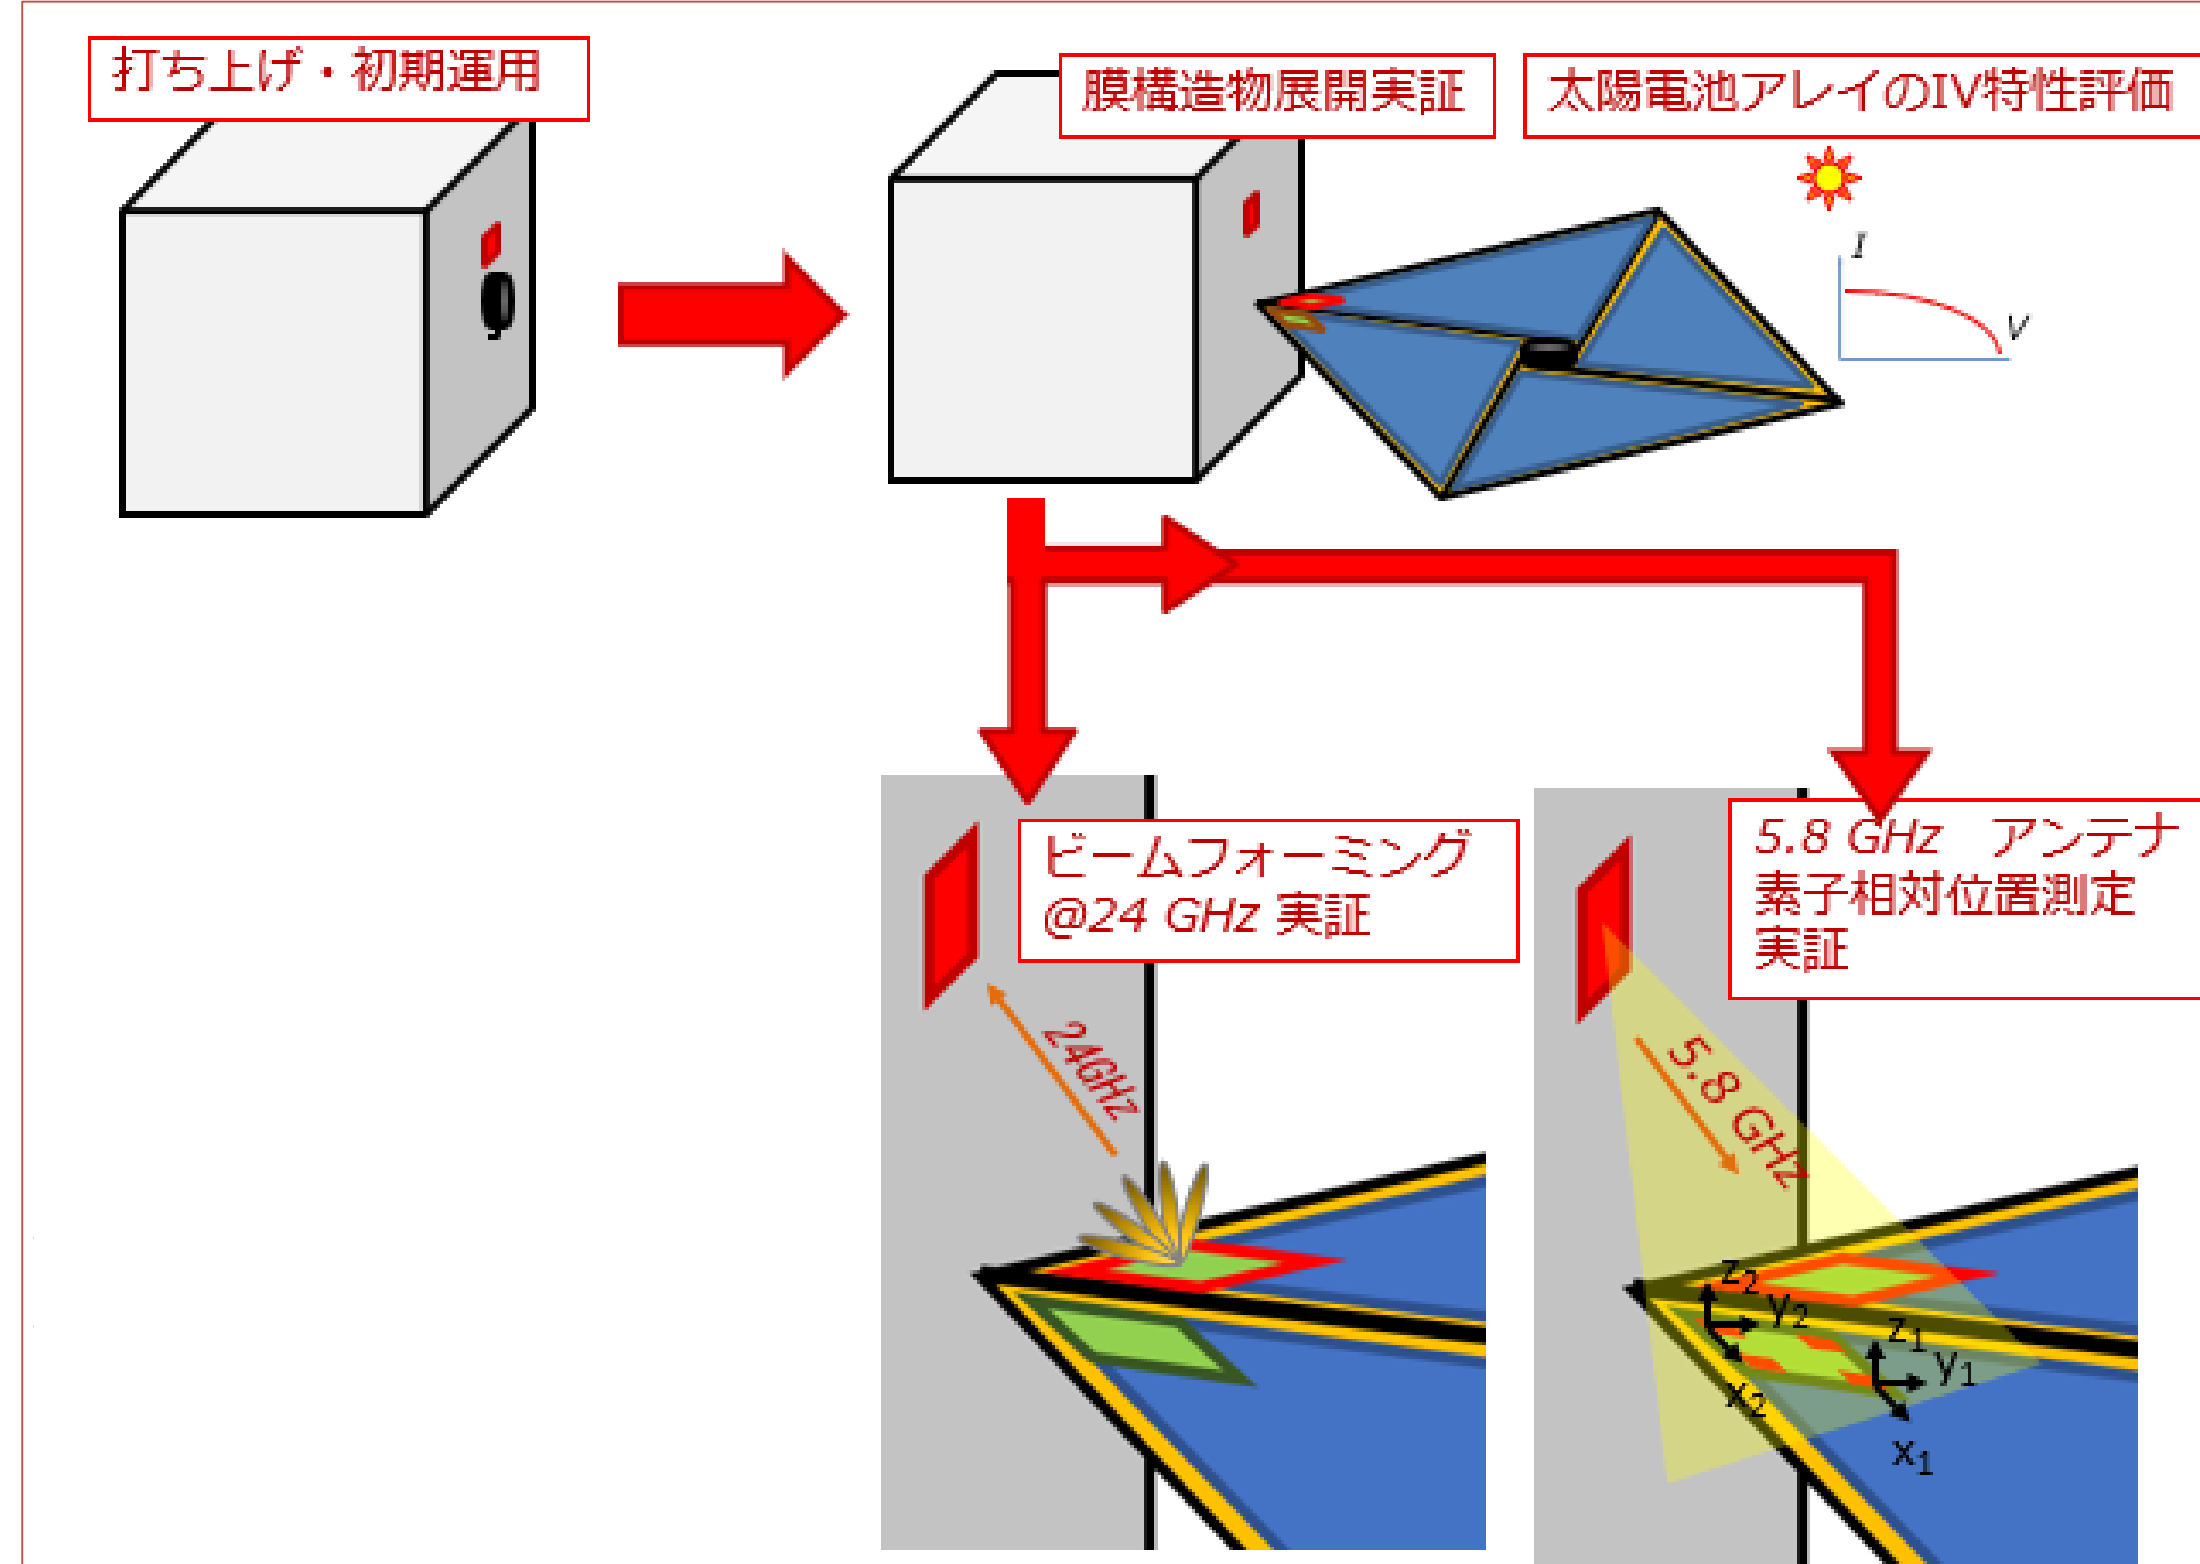 打ち上げ・初期運用
膜構造物展開実証
太陽電池アレイのIV特性評価
I
V
ビームフォーミング
@24 GHz 実証
5.8 GHz　アンテナ
素子相対位置測定
実証
24GHz
5.8 GHz
z2
y2
x2
z1
y1
x1